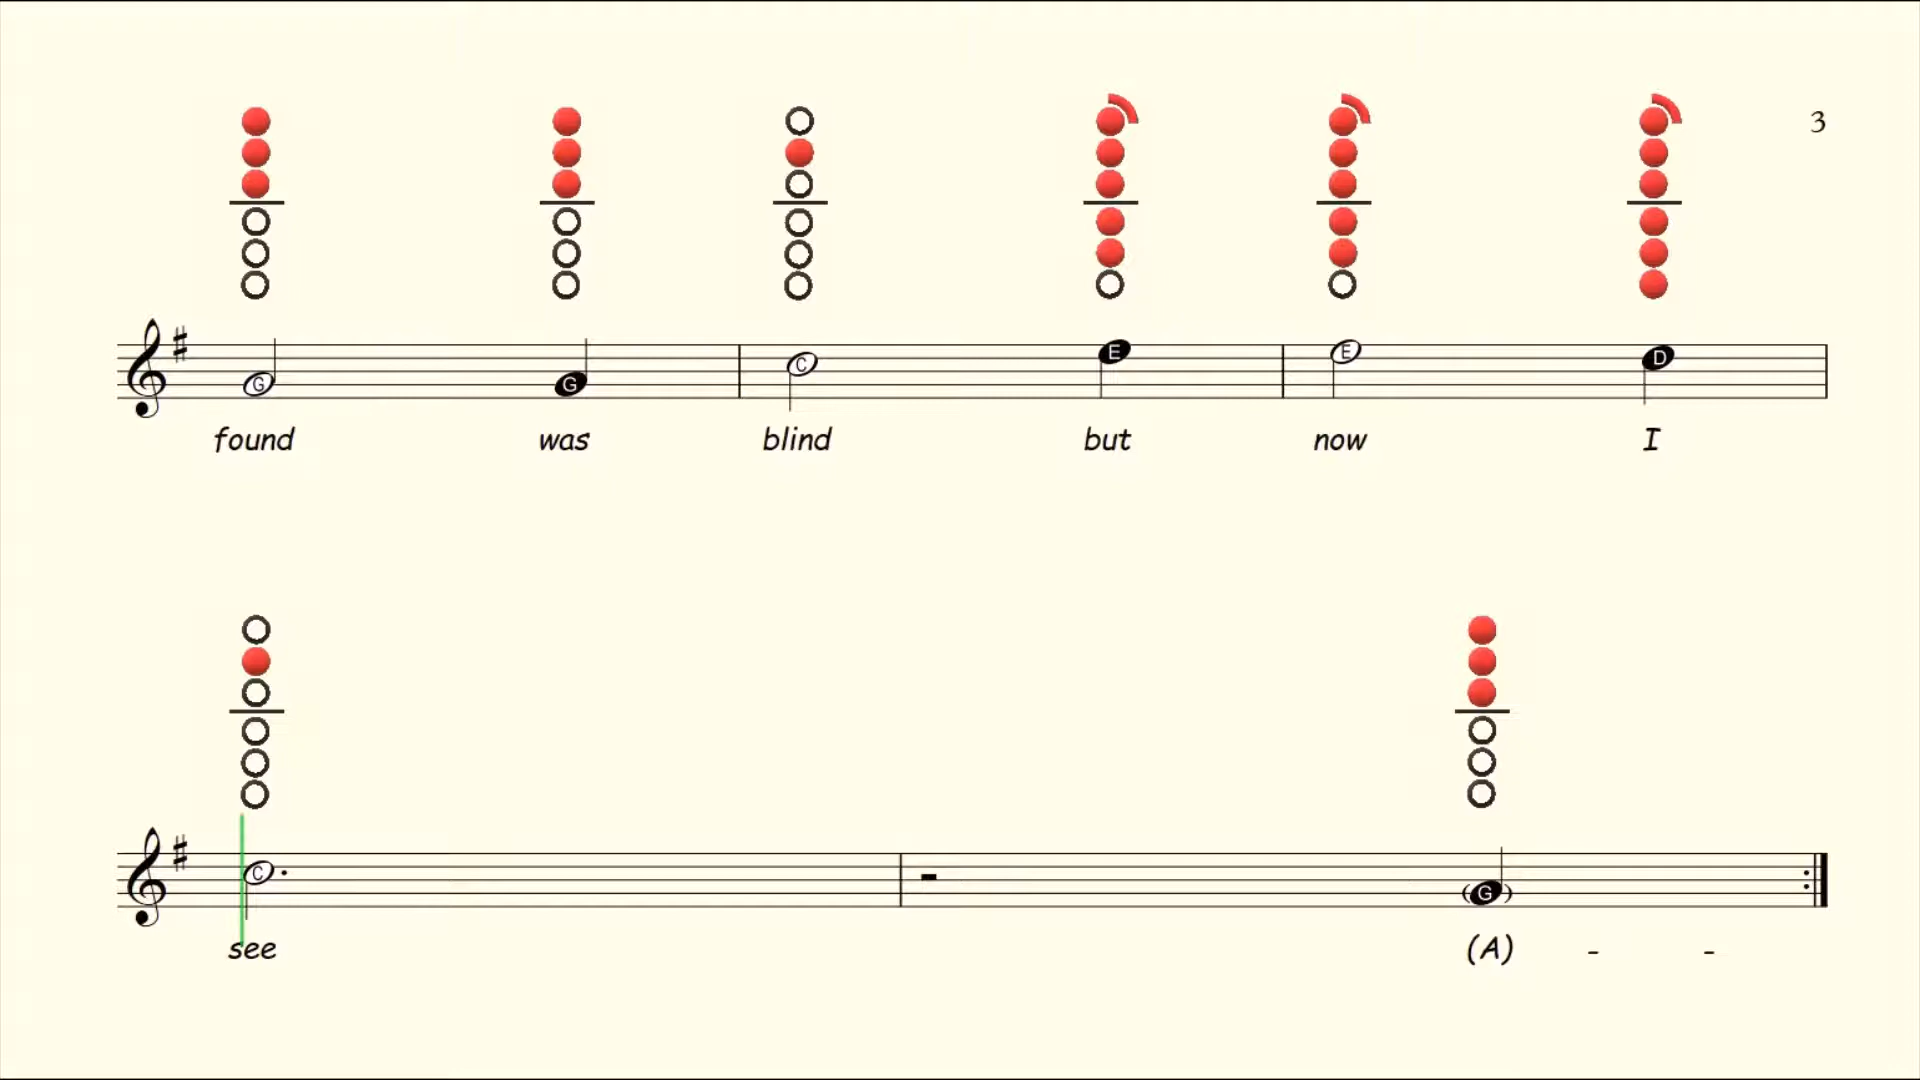 3
G G C E E D
found was blind but now I
C G
see (A) - -